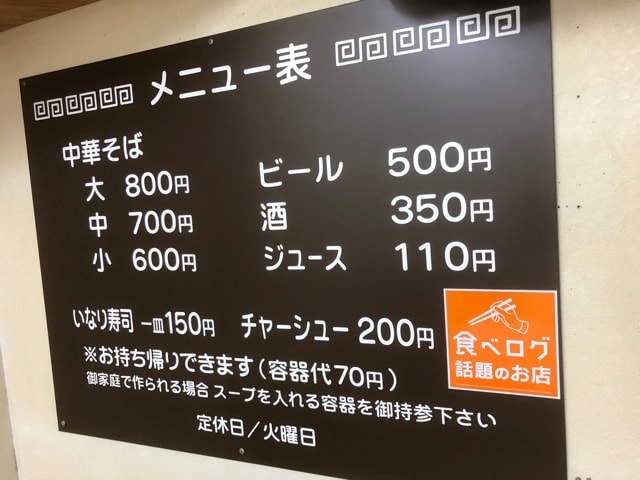 メニュー表
中華そば
大 800円
中 700円
小 600円
ビール 500円
酒 350円
ジュース 110円
いなり寿司 一皿150円 チャーシュー 200円
※お持ち帰りできます(容器代70円)
御家庭で作られる場合 スープを入れる容器を御持参下さい
定休日/火曜日
食べログ
話題のお店